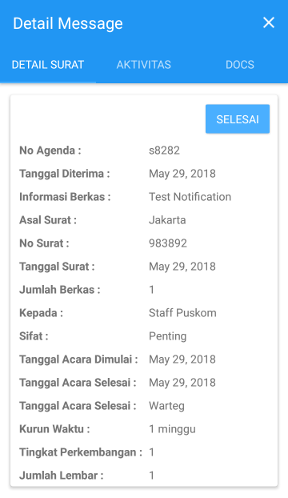 Detail Message ×
DETAIL SURAT AKTIVITAS DOCS
SELESAI
No Agenda : s8282
Tanggal Diterima : May 29, 2018
Informasi Berkas : Test Notification
Asal Surat : Jakarta
No Surat : 983892
Tanggal Surat : May 29, 2018
Jumlah Berkas : 1
Kepada : Staff Puskom
Sifat : Penting
Tanggal Acara Dimulai : May 29, 2018
Tanggal Acara Selesai : May 29, 2018
Tanggal Acara Selesai : Warteg
Kurun Waktu : 1 minggu
Tingkat Perkembangan : 1
Jumlah Lembar : 1